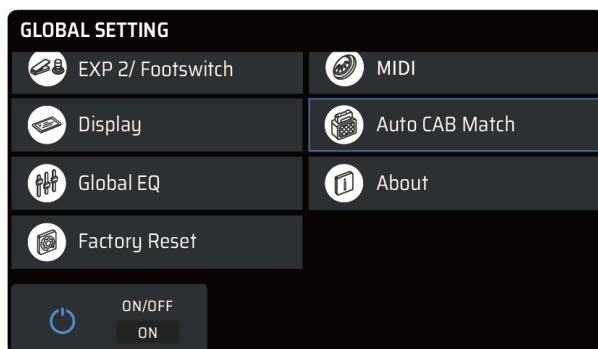 GLOBAL SETTING
EXP 2/ Footswitch
MIDI
Display
Auto CAB Match
Global EQ
About
Factory Reset
ON/OFF
ON